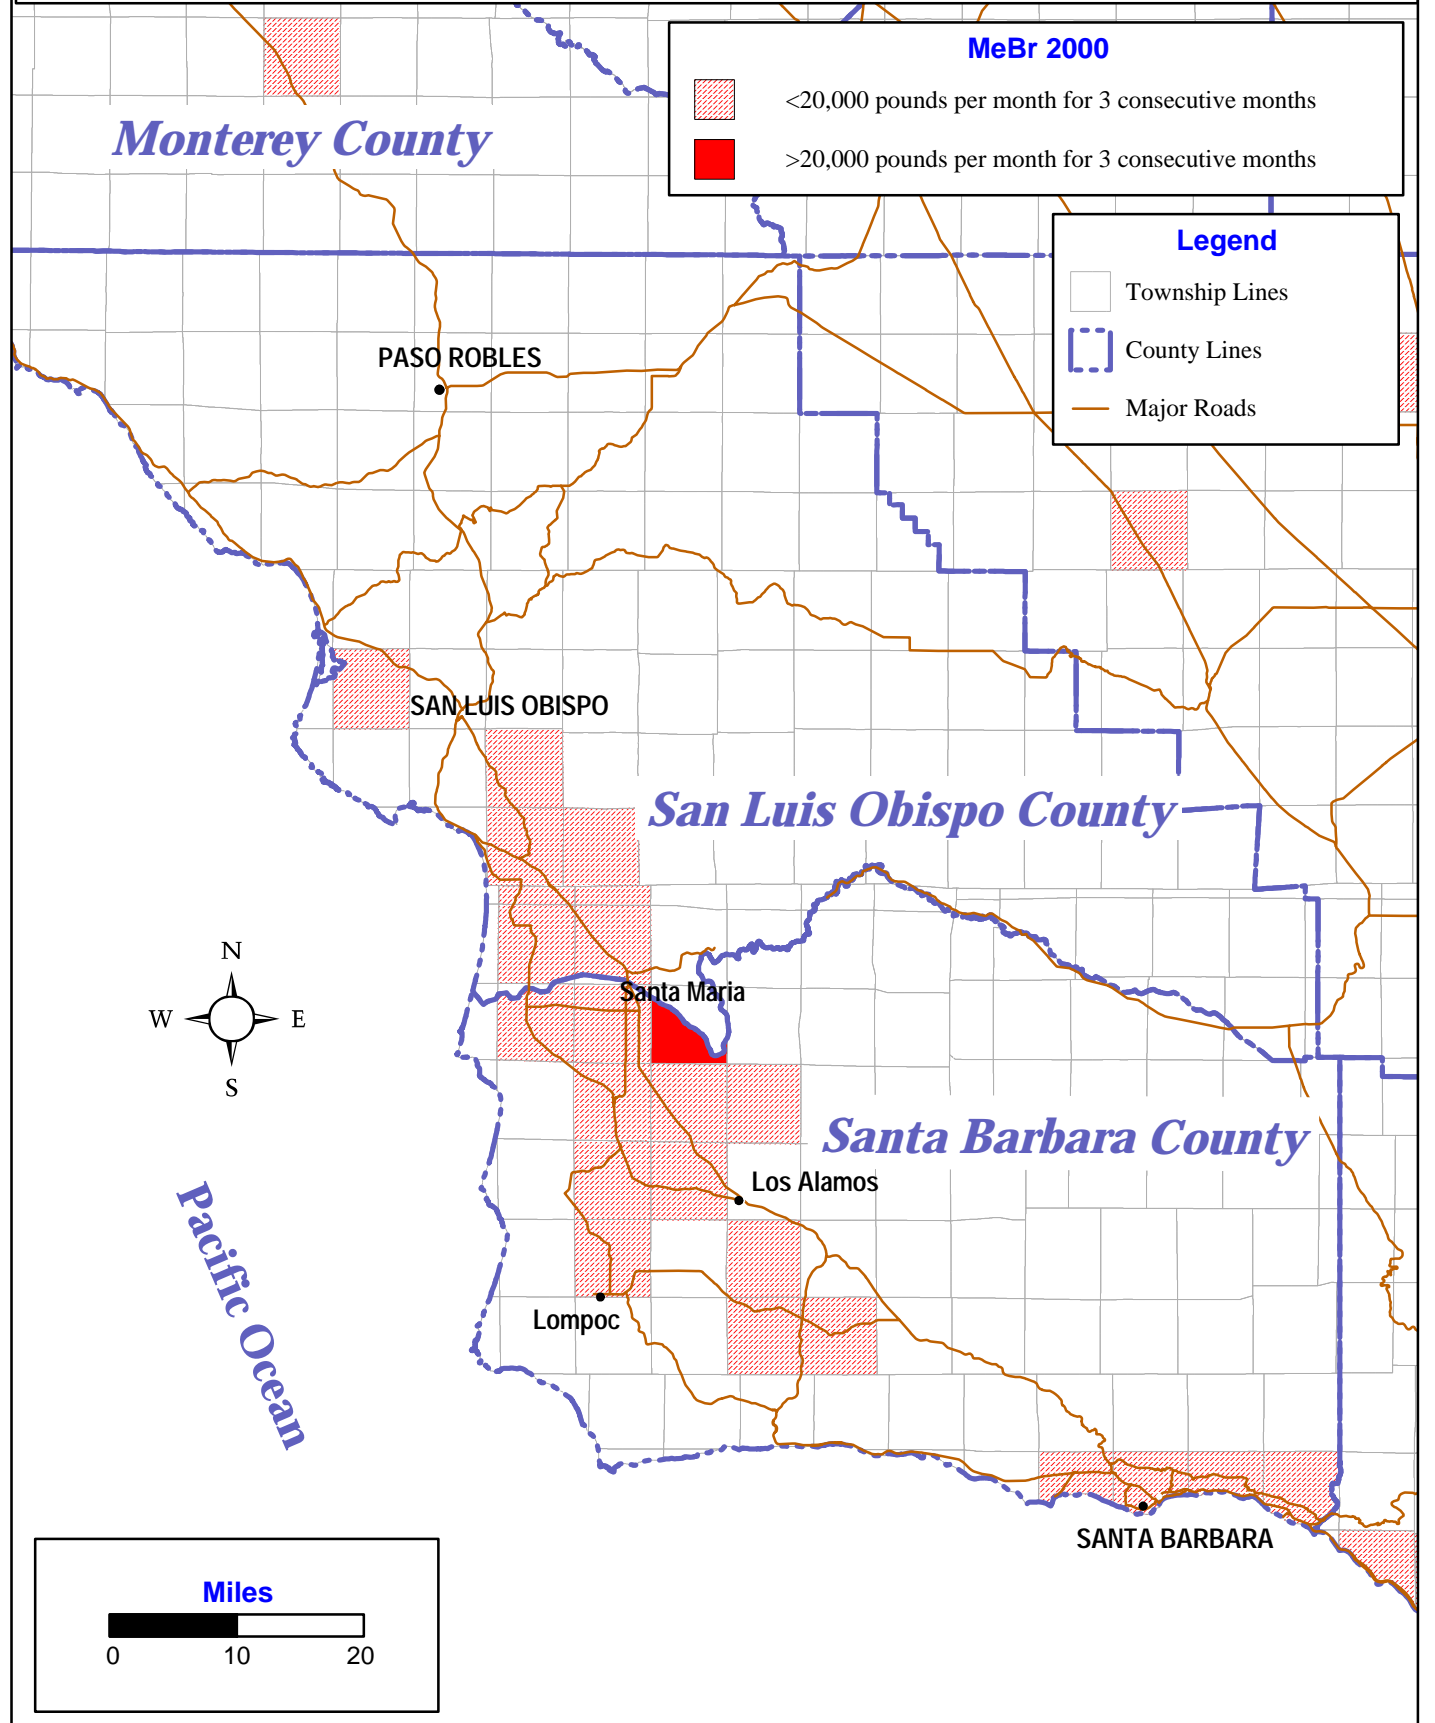 MeBr 2000
<20,000 pounds per month for 3 consecutive months
>20,000 pounds per month for 3 consecutive months
Monterey County
Legend
Township Lines
County Lines
Major Roads
PASO ROBLES
SAN LUIS OBISPO
San Luis Obispo County
N
W
E
S
Santa Maria
Santa Barbara County
Los Alamos
Pacific Ocean
Lompoc
SANTA BARBARA
Miles
0 10 20